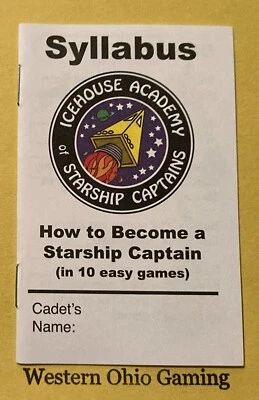 Syllabus
ICEHOUSE ACADEMY
of STARSHIP CAPTAINS
How to Become a
Starship Captain
(in 10 easy games)
Cadet's
Name:
Western Ohio Gaming